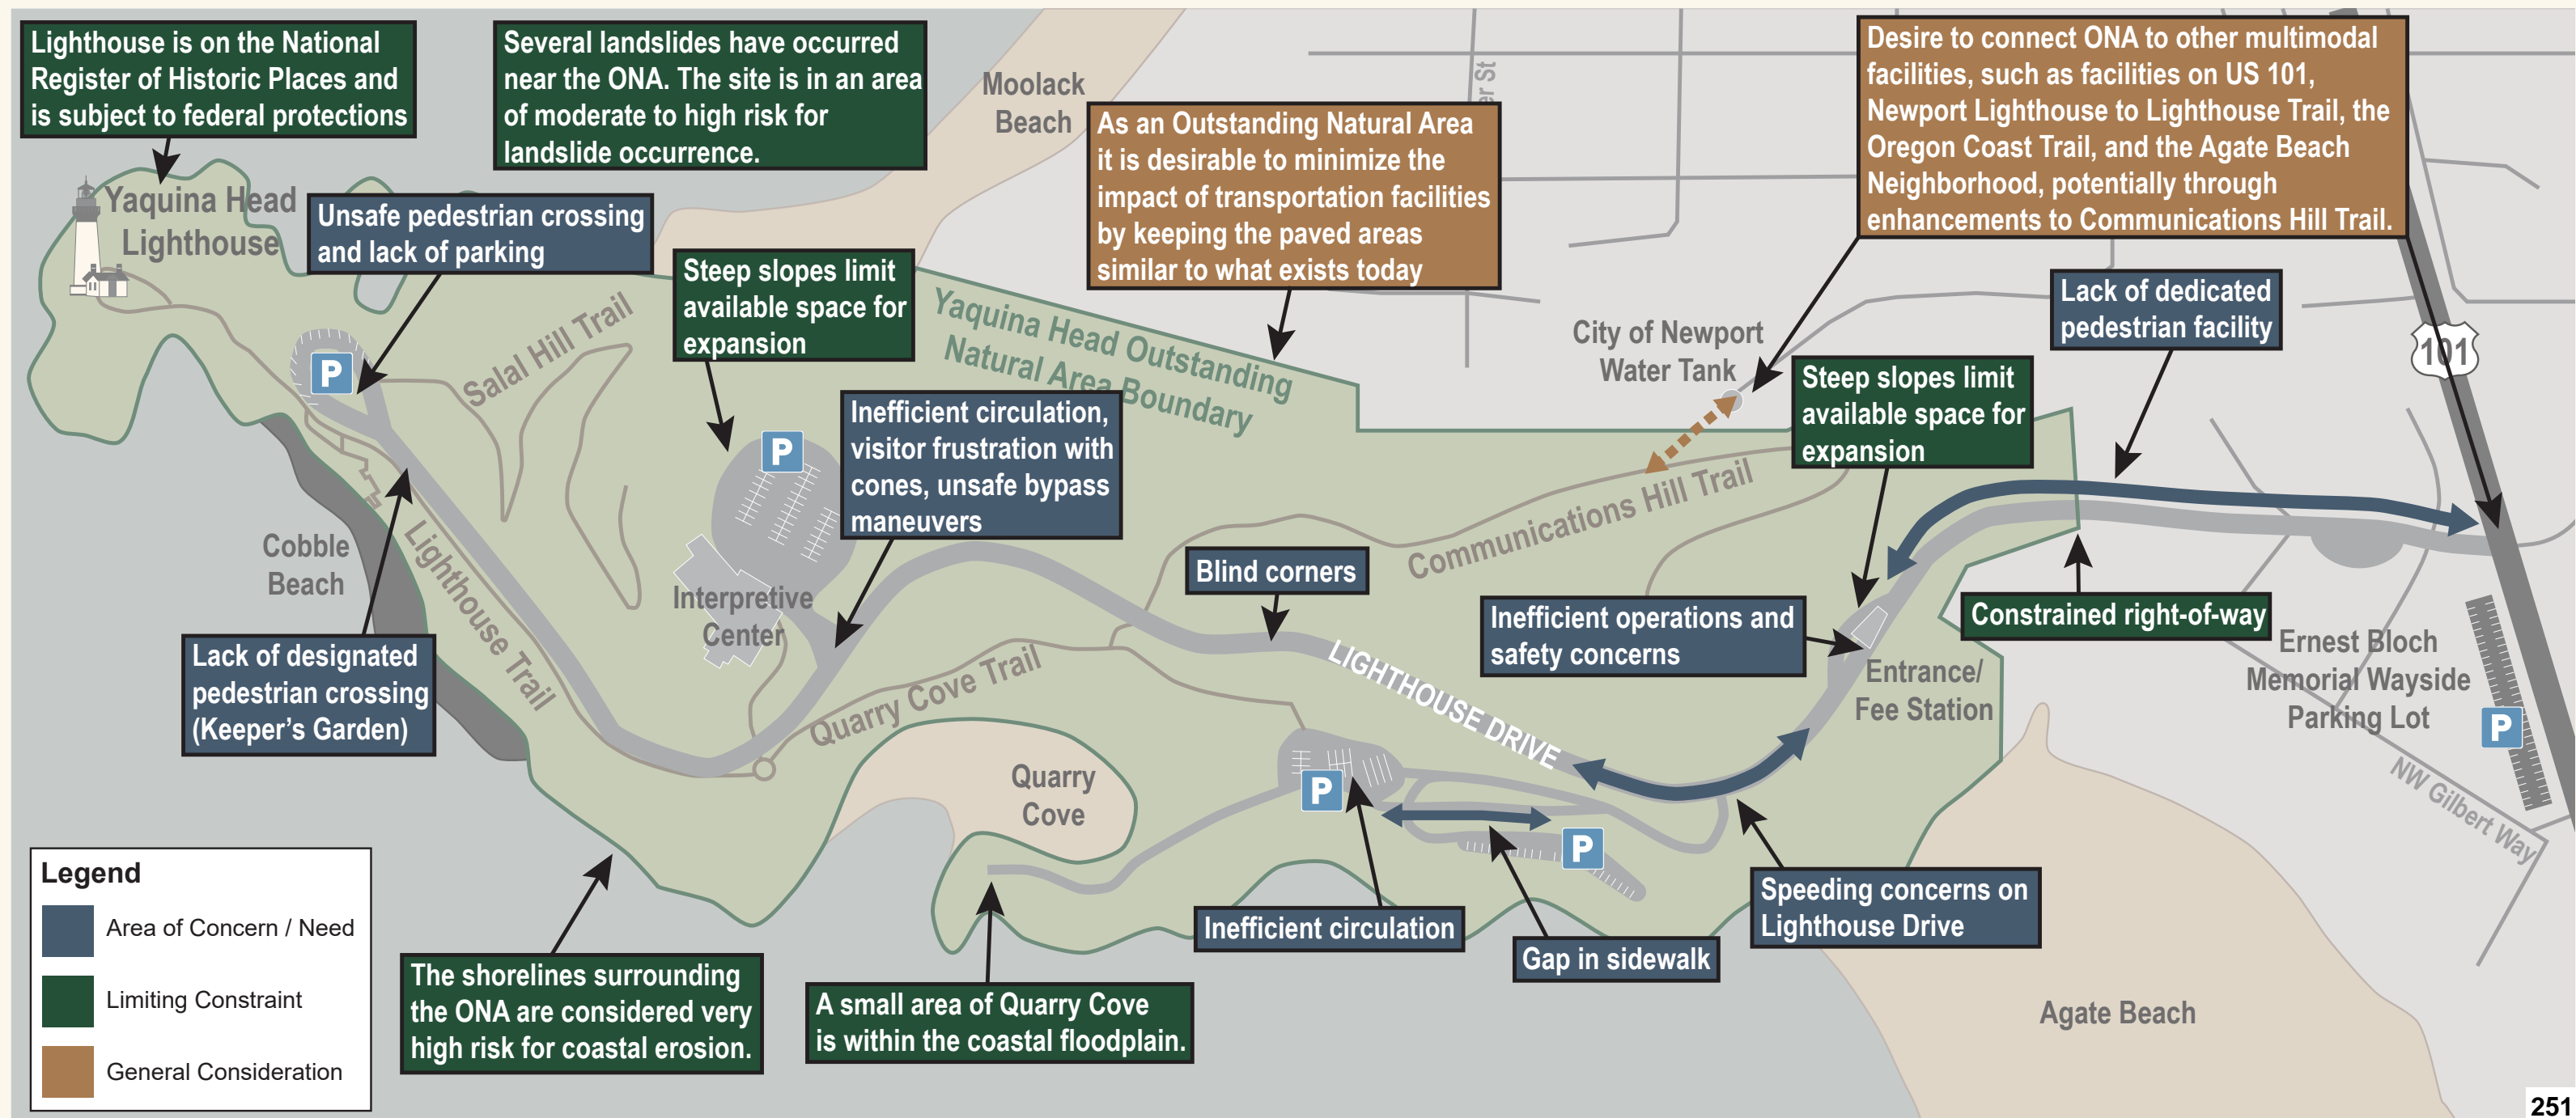 Lighthouse is on the National
Register of Historic Places and
is subject to federal protections
Several landslides have occurred
near the ONA. The site is in an area
of moderate to high risk for
landslide occurrence.
Moolack
Beach
er St
As an Outstanding Natural Area
it is desirable to minimize the
impact of transportation facilities
by keeping the paved areas
similar to what exists today
Desire to connect ONA to other multimodal
facilities, such as facilities on US 101,
Newport Lighthouse to Lighthouse Trail, the
Oregon Coast Trail, and the Agate Beach
Neighborhood, potentially through
enhancements to Communications Hill Trail.
Yaquina Head
Lighthouse
Unsafe pedestrian crossing
and lack of parking
Steep slopes limit
available space for
expansion
Yaquina Head Outstanding
Natural Area Boundary
City of Newport
Water Tank
Lack of dedicated
pedestrian facility
101
P
Salal Hill Trail
Inefficient circulation,
visitor frustration with
cones, unsafe bypass
maneuvers
P
Steep slopes limit
available space for
expansion
Communications Hill Trail
Cobble
Beach
Lighthouse Trail
Interpretive
Center
Blind corners
Inefficient operations and
safety concerns
Constrained right-of-way
Lack of designated
pedestrian crossing
(Keeper's Garden)
Quarry Cove Trail
LIGHTHOUSE DRIVE
Entrance/
Fee Station
Ernest Bloch
Memorial Wayside
Parking Lot
P
Quarry
Cove
P
P
NW Gilbert Way
Speeding concerns on
Lighthouse Drive
Inefficient circulation
Gap in sidewalk
The shorelines surrounding
the ONA are considered very
high risk for coastal erosion.
A small area of Quarry Cove
is within the coastal floodplain.
Agate Beach
Legend
Area of Concern / Need
Limiting Constraint
General Consideration
251